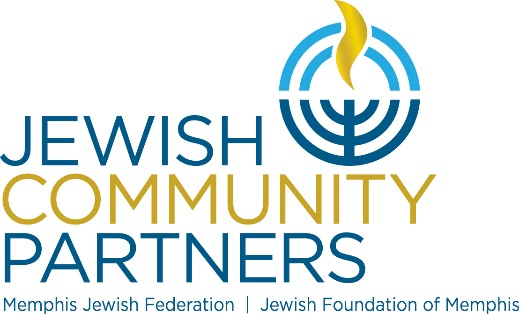 JEWISH
COMMUNITY
PARTNERS
Memphis Jewish Federation | Jewish Foundation of Memphis